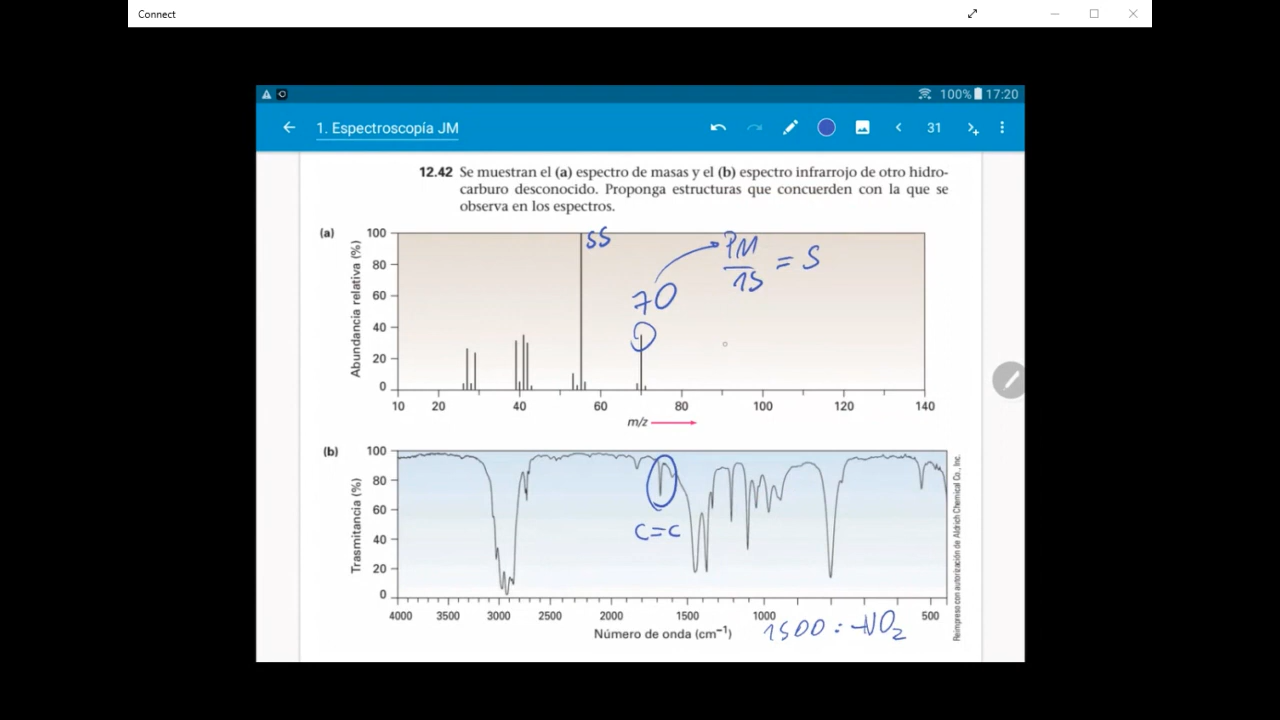 Connect
100% 17:20
1. Espectroscopía JM
31
12.42 Se muestran el (a) espectro de masas y el (b) espectro infrarrojo de otro hidro-
carburo desconocido. Proponga estructuras que concuerden con la que se
observa en los espectros.
(a)
Abundancia relativa (%)
100
80
60
40
20
0
55
70
PM
15
= 5
10 20 40 60 80 100 120 140
m/z
(b)
Trasmitancia (%)
100
80
60
40
20
0
C=C
4000 3500 3000 2500 2000 1500 1000 500
Número de onda (cm⁻¹)
1500 : -NO₂
Reimpreso con autorización de Aldrich Chemical Co., Inc.